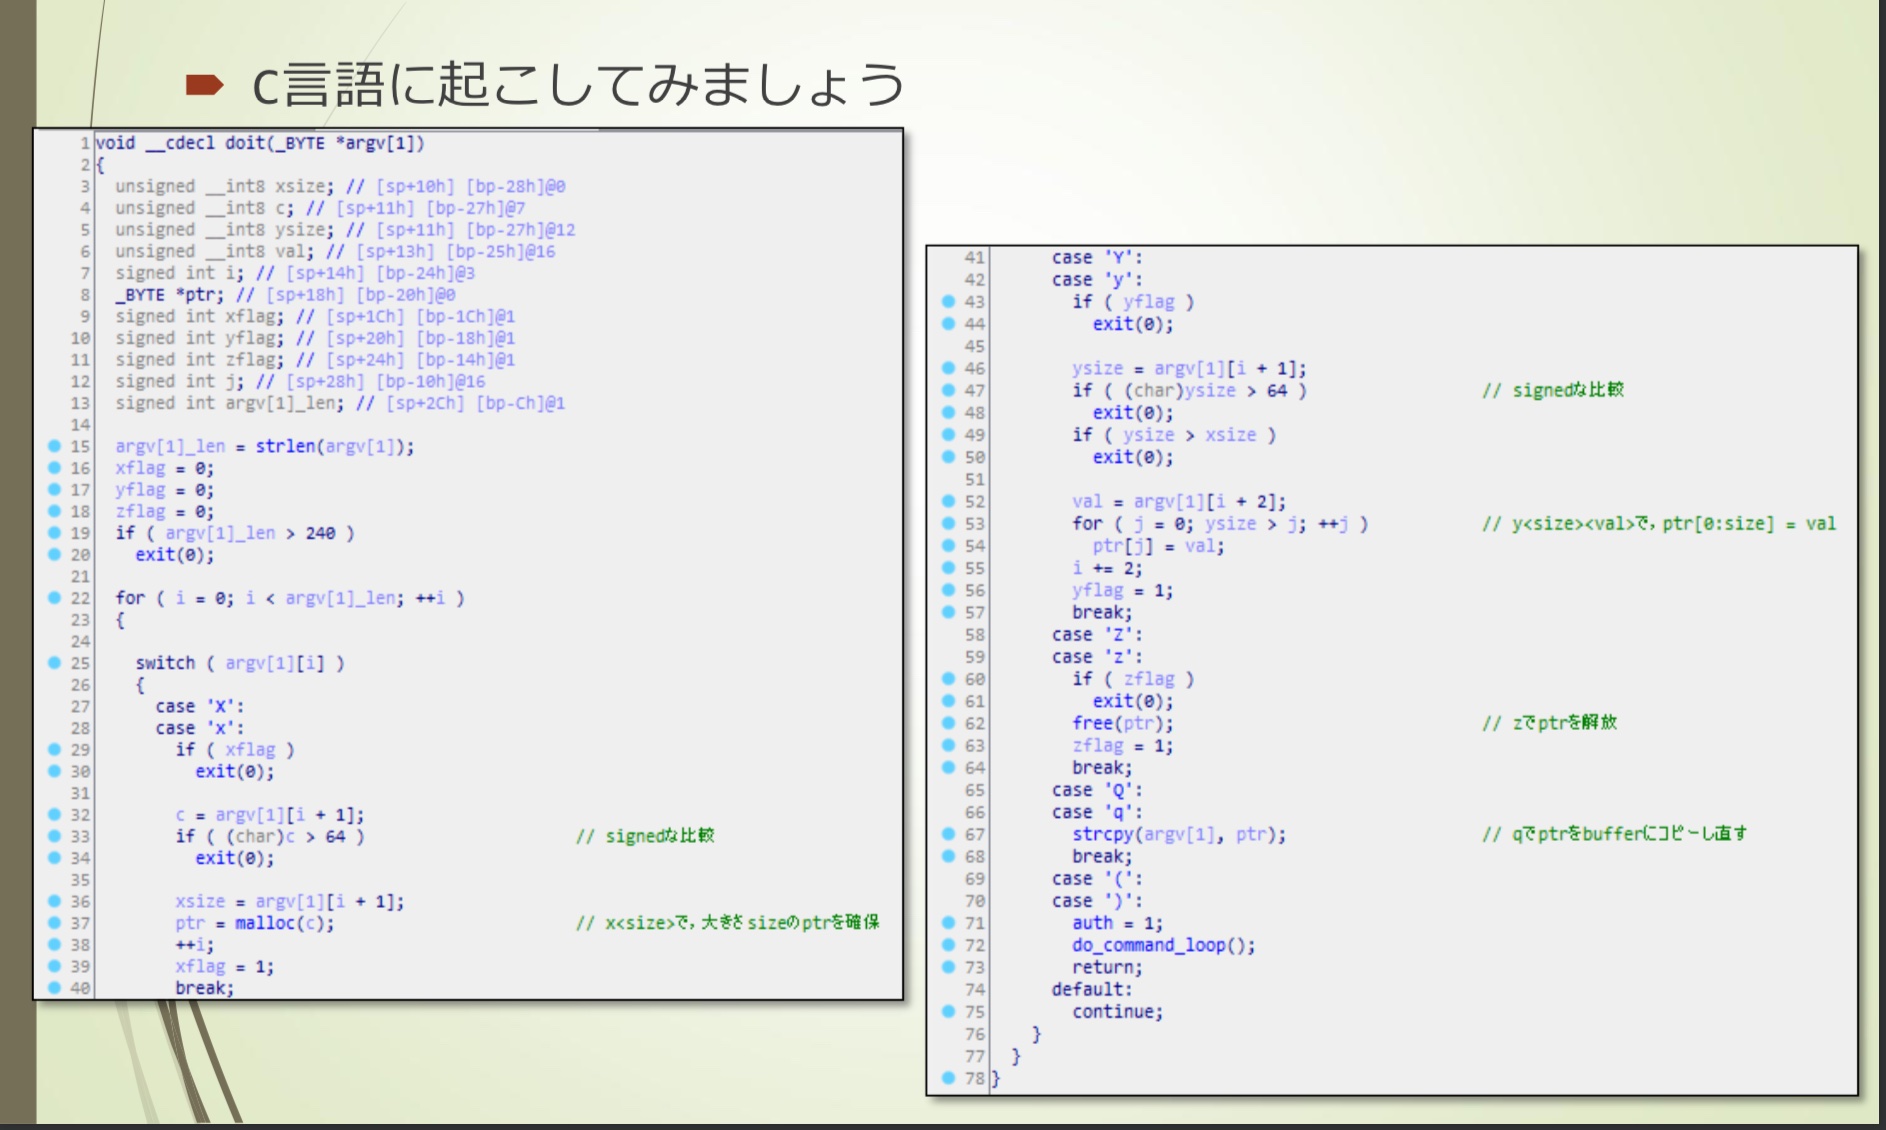 C言語に起こしてみましょう
1 void __cdecl doit(_BYTE *argv[1])
2 {
3 unsigned __int8 xsize; // [sp+10h] [bp-28h]@0
4 unsigned __int8 c; // [sp+11h] [bp-27h]@7
5 unsigned __int8 ysize; // [sp+11h] [bp-27h]@12
6 unsigned __int8 val; // [sp+13h] [bp-25h]@16
7 signed int i; // [sp+14h] [bp-24h]@3
8 _BYTE *ptr; // [sp+18h] [bp-20h]@0
9 signed int xflag; // [sp+1Ch] [bp-1Ch]@1
10 signed int yflag; // [sp+20h] [bp-18h]@1
11 signed int zflag; // [sp+24h] [bp-14h]@1
12 signed int j; // [sp+28h] [bp-10h]@16
13 signed int argv[1]_len; // [sp+2Ch] [bp-Ch]@1
14
15 argv[1]_len = strlen(argv[1]);
16 xflag = 0;
17 yflag = 0;
18 zflag = 0;
19 if ( argv[1]_len > 240 )
20 exit(0);
21
22 for ( i = 0; i < argv[1]_len; ++i )
23 {
24
25 switch ( argv[1][i] )
26 {
27 case 'X':
28 case 'x':
29 if ( xflag )
30 exit(0);
31
32 c = argv[1][i + 1];
33 if ( (char)c > 64 ) // signedな比較
34 exit(0);
35
36 xsize = argv[1][i + 1];
37 ptr = malloc(c); // x<size>で，大きさsizeのptrを確保
38 ++i;
39 xflag = 1;
40 break;
41 case 'Y':
42 case 'y':
43 if ( yflag )
44 exit(0);
45
46 ysize = argv[1][i + 1];
47 if ( (char)ysize > 64 ) // signedな比較
48 exit(0);
49 if ( ysize > xsize )
50 exit(0);
51
52 val = argv[1][i + 2];
53 for ( j = 0; ysize > j; ++j ) // y<size><val>で，ptr[0:size] = val
54 ptr[j] = val;
55 i += 2;
56 yflag = 1;
57 break;
58 case 'Z':
59 case 'z':
60 if ( zflag )
61 exit(0);
62 free(ptr); // zでptrを解放
63 zflag = 1;
64 break;
65 case 'Q':
66 case 'q':
67 strcpy(argv[1], ptr); // qでptrをbufferにコピーし直す
68 break;
69 case '(':
70 case ')':
71 auth = 1;
72 do_command_loop();
73 return;
74 default:
75 continue;
76 }
77 }
78 }